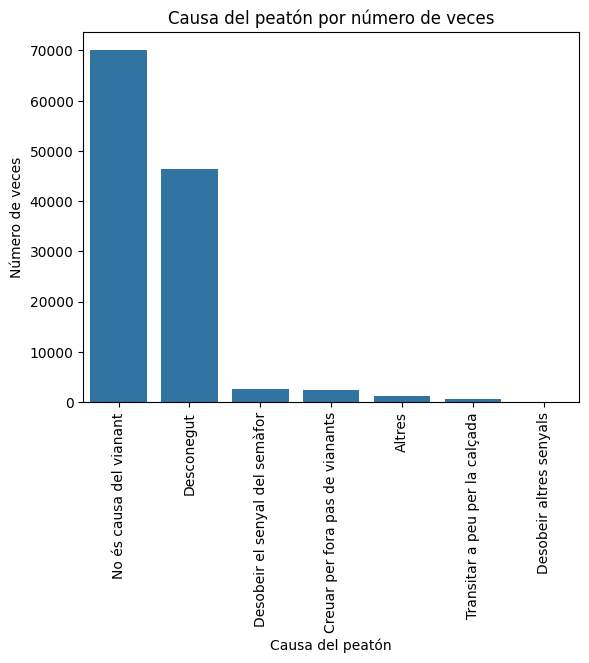 Causa del peatón por número de veces
Número de veces
70000
60000
50000
40000
30000
20000
10000
0
No és causa del vianant
Desconegut
Desobeir el senyal del semàfor
Creuar per fora pas de vianants
Altres
Transitar a peu per la calçada
Desobeir altres senyals
Causa del peatón